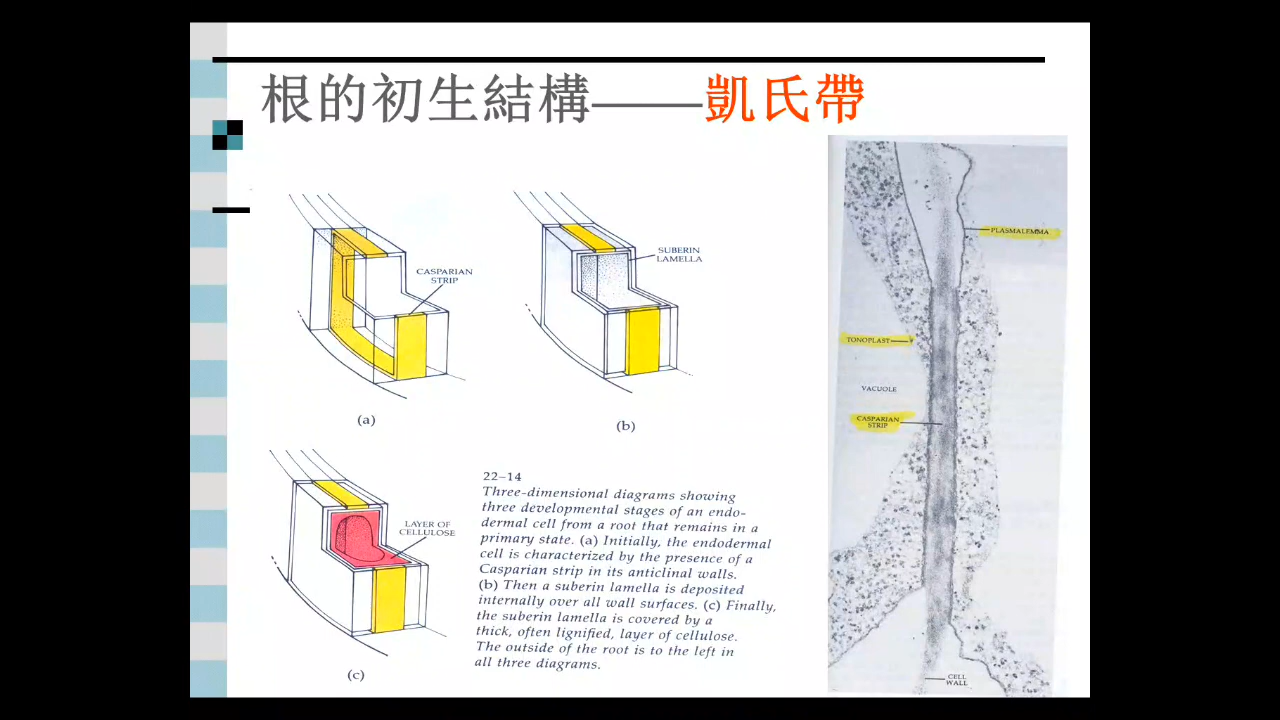 根的初生結構——凱氏帶
CASPARIAN
STRIP
(a)
SUBERIN
LAMELLA
(b)
LAYER OF
CELLULOSE
(c)
22–14
Three-dimensional diagrams showing
three developmental stages of an endo-
dermal cell from a root that remains in a
primary state. (a) Initially, the endodermal
cell is characterized by the presence of a
Casparian strip in its anticlinal walls.
(b) Then a suberin lamella is deposited
internally over all wall surfaces. (c) Finally,
the suberin lamella is covered by a
thick, often lignified, layer of cellulose.
The outside of the root is to the left in
all three diagrams.
PLASMALEMMA
TONOPLAST
VACUOLE
CASPARIAN
STRIP
CELL
WALL